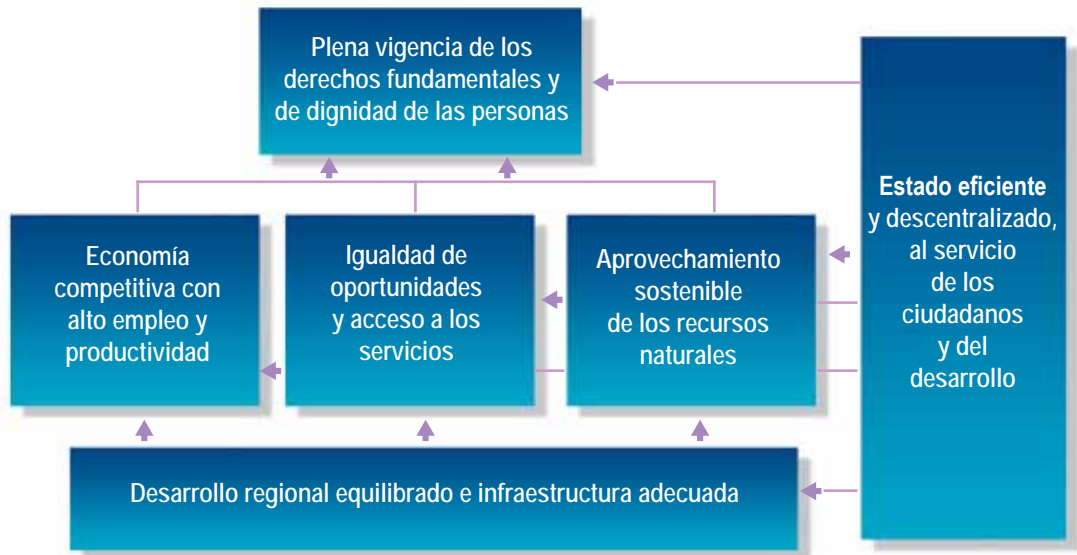 Plena vigencia de los
derechos fundamentales y
de dignidad de las personas
Economía
competitiva con
alto empleo y
productividad
Igualdad de
oportunidades
y acceso a los
servicios
Aprovechamiento
sostenible
de los recursos
naturales
Estado eficiente
y descentralizado,
al servicio
de los
ciudadanos
y del
desarrollo
Desarrollo regional equilibrado e infraestructura adecuada